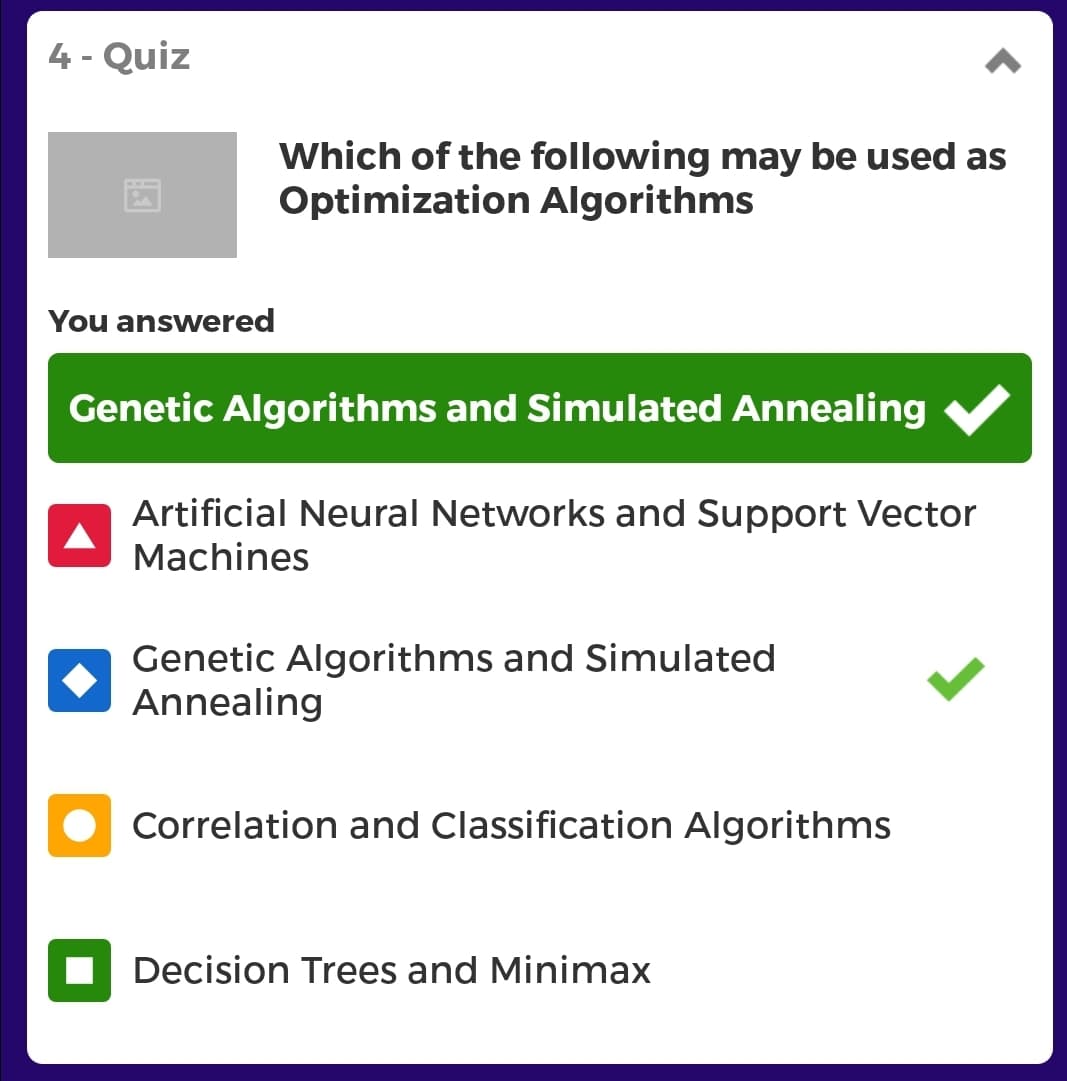 4 - Quiz
Which of the following may be used as
Optimization Algorithms
You answered
Genetic Algorithms and Simulated Annealing
Artificial Neural Networks and Support Vector
Machines
Genetic Algorithms and Simulated
Annealing
Correlation and Classification Algorithms
Decision Trees and Minimax